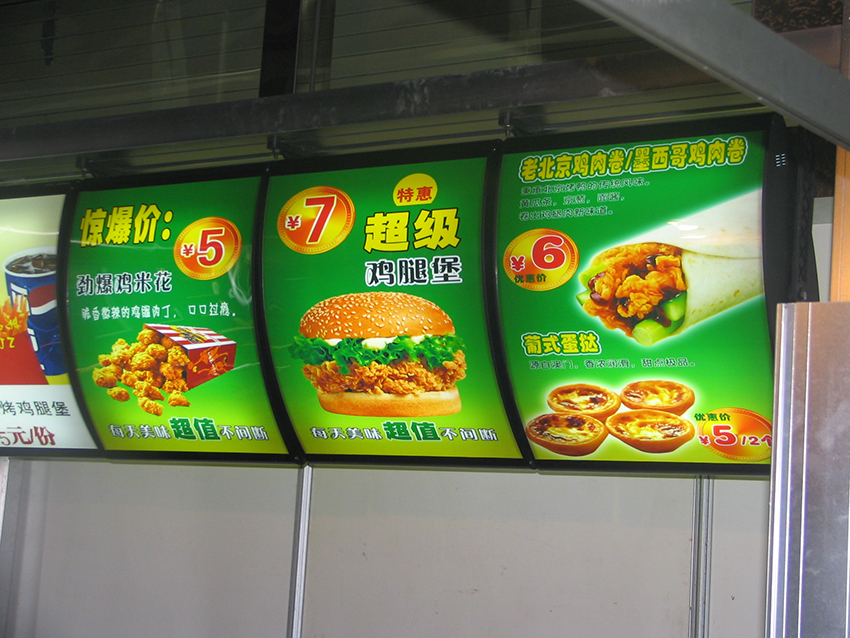 烤鸡腿堡
5元/份
惊爆价:
¥5
劲爆鸡米花
每天美味超值不间断
¥7
特惠
超级
鸡腿堡
每天美味超值不间断
老北京鸡肉卷/墨西哥鸡肉卷
¥6
优惠价
葡式蛋挞
优惠价
¥5/2个